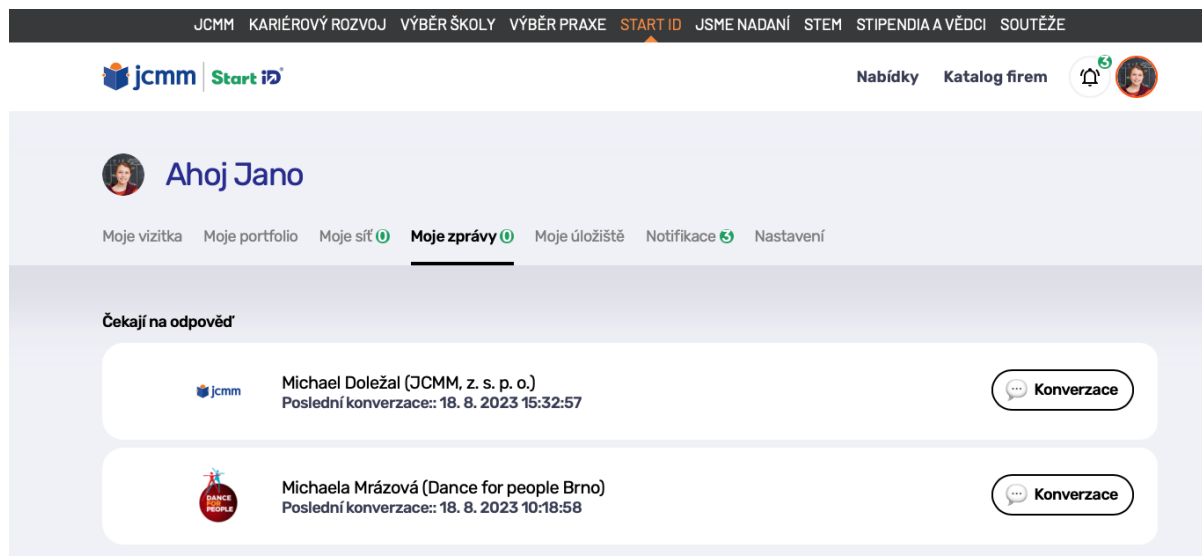 JCMM KARIÉROVÝ ROZVOJ VÝBĚR ŠKOLY VÝBĚR PRAXE START ID JSME NADANÍ STEM STIPENDIA A VĚDCI SOUTĚŽE
jcmm Start iD Nabídky Katalog firem 3
Ahoj Jano
Moje vizitka Moje portfolio Moje síť 0 Moje zprávy 0 Moje úložiště Notifikace 3 Nastavení
Čekají na odpověď
jcmm
Michael Doležal (JCMM, z. s. p. o.)
Poslední konverzace:: 18. 8. 2023 15:32:57
Konverzace
DANCE
FOR
PEOPLE
Michaela Mrázová (Dance for people Brno)
Poslední konverzace:: 18. 8. 2023 10:18:58
Konverzace